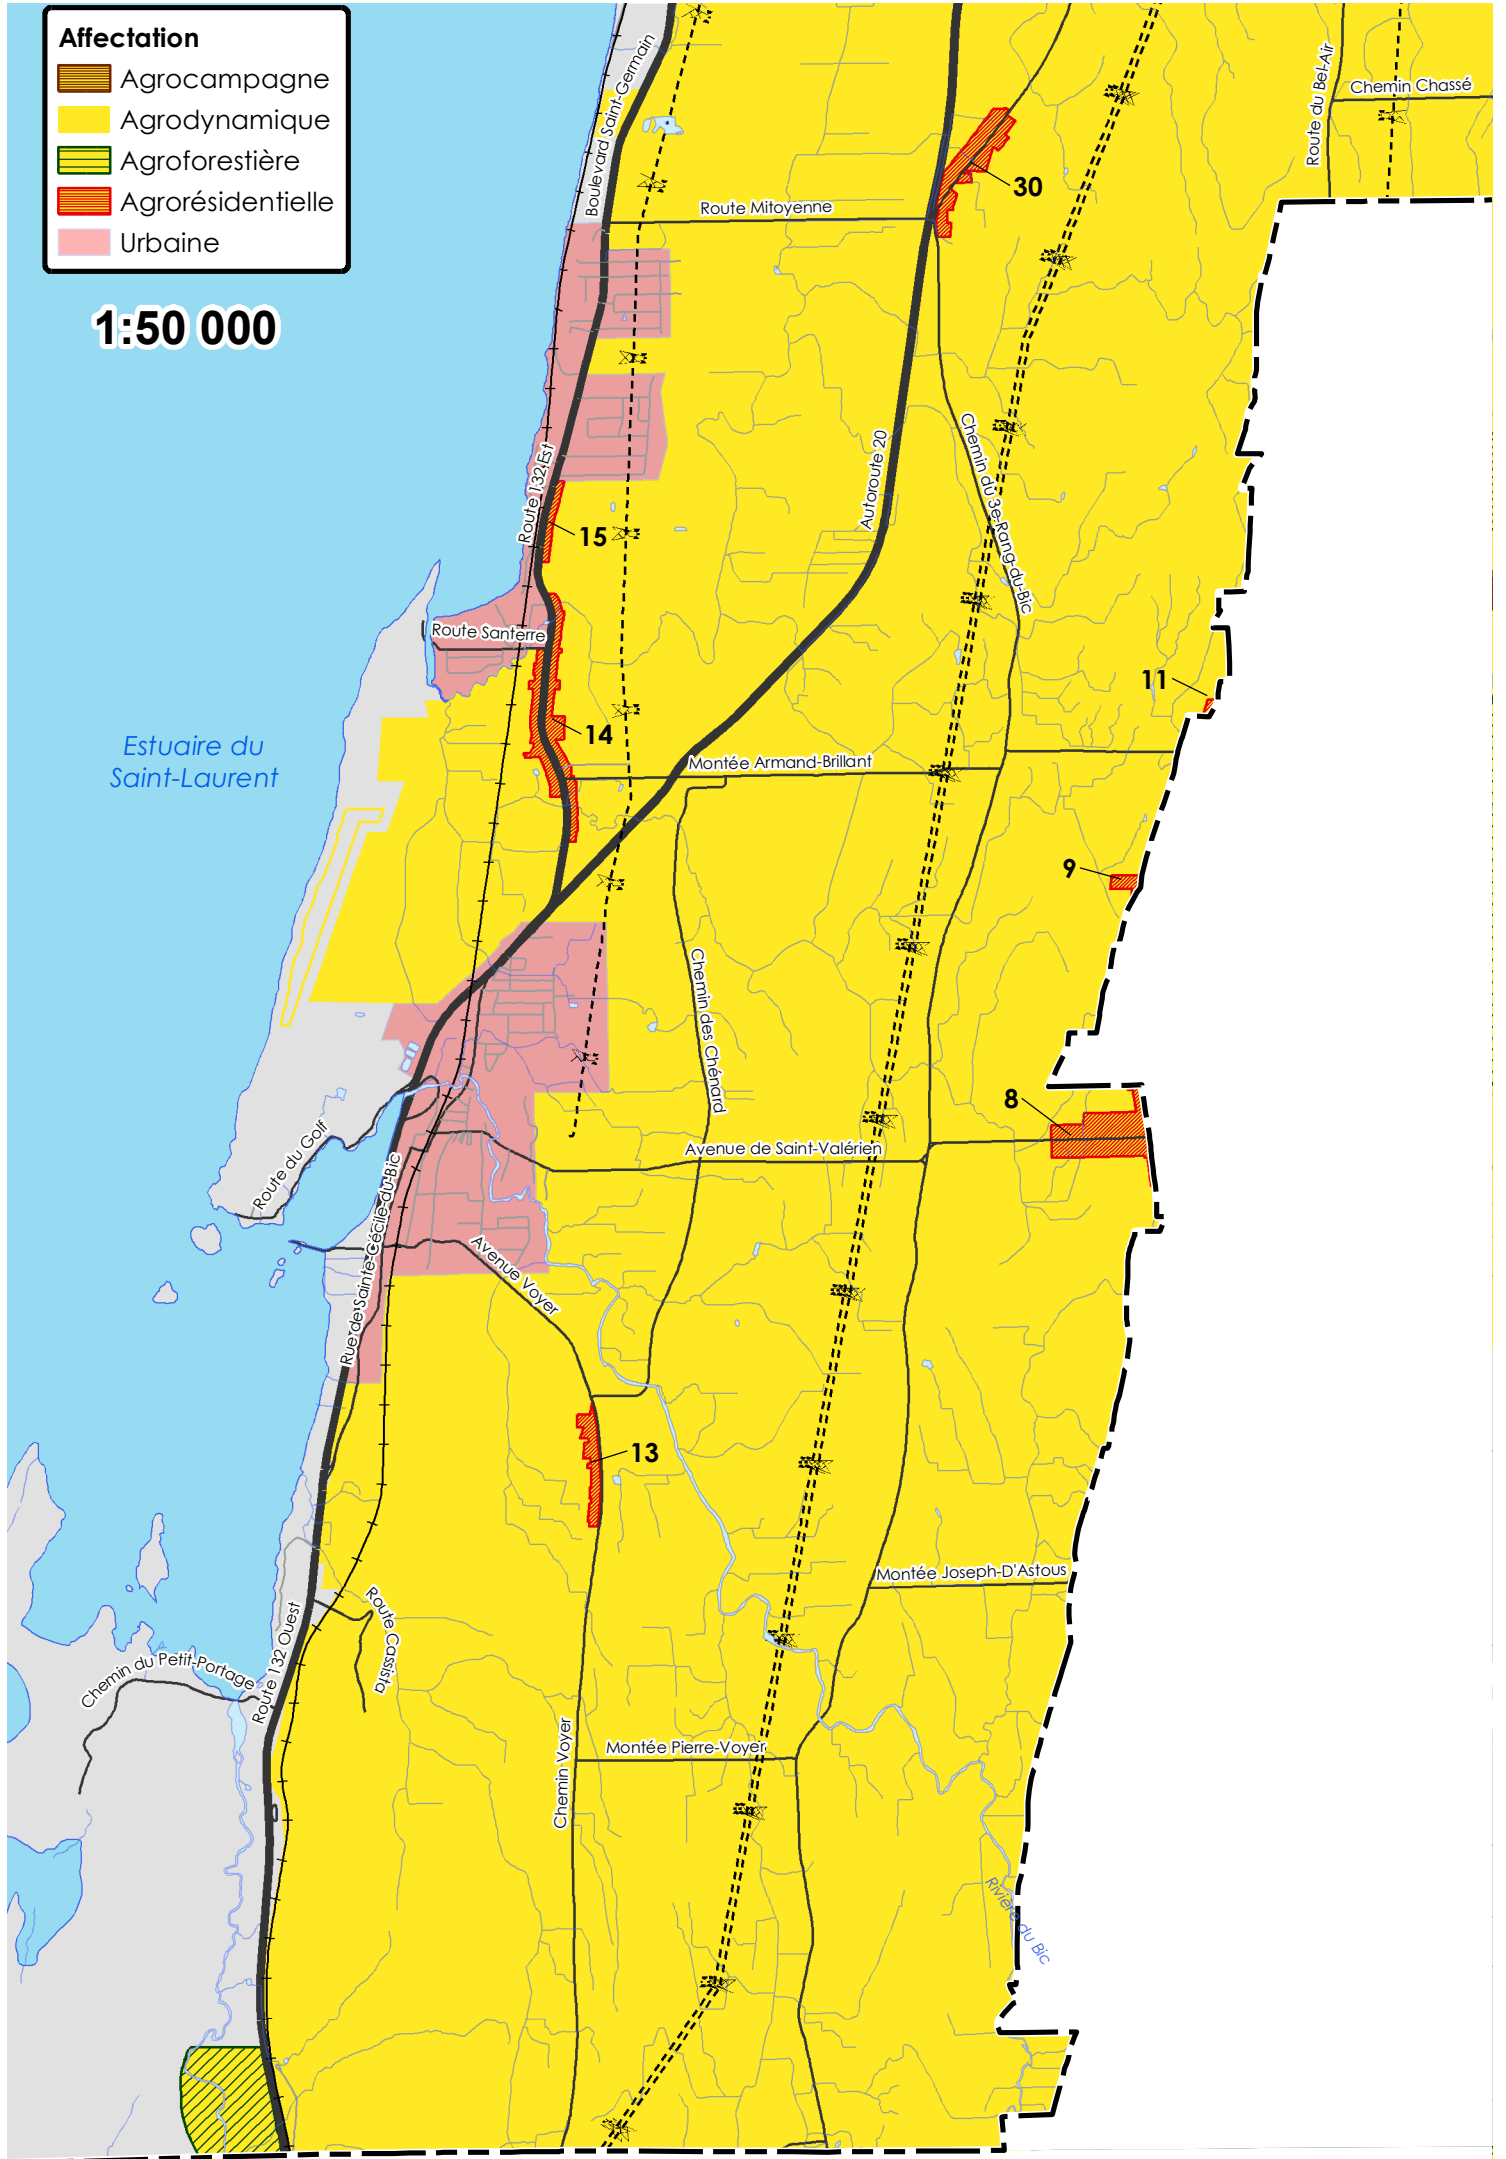 Affectation
Agrocampagne
Agrodynamique
Agroforestière
Agrorésidentielle
Urbaine
1:50 000
Boulevard Saint-Germain
Route du Bel-Air
Chemin Chassé
30
Route Mitoyenne
Route 132 Est
Autoroute 20
Chemin du 3e-Rang-du-Bic
15
Route Santerre
11
14
Estuaire du
Saint-Laurent
Montée Armand-Brillant
9
Chemin des Chénard
8
Route du Golf
Avenue de Saint-Valérien
Rue de Sainte-Cécile-du-Bic
Avenue Voyer
13
Montée Joseph-D'Astous
Route Cassista
Route 132 Ouest
Chemin du Petit-Portage
Chemin Voyer
Montée Pierre-Voyer
Rivière du Bic